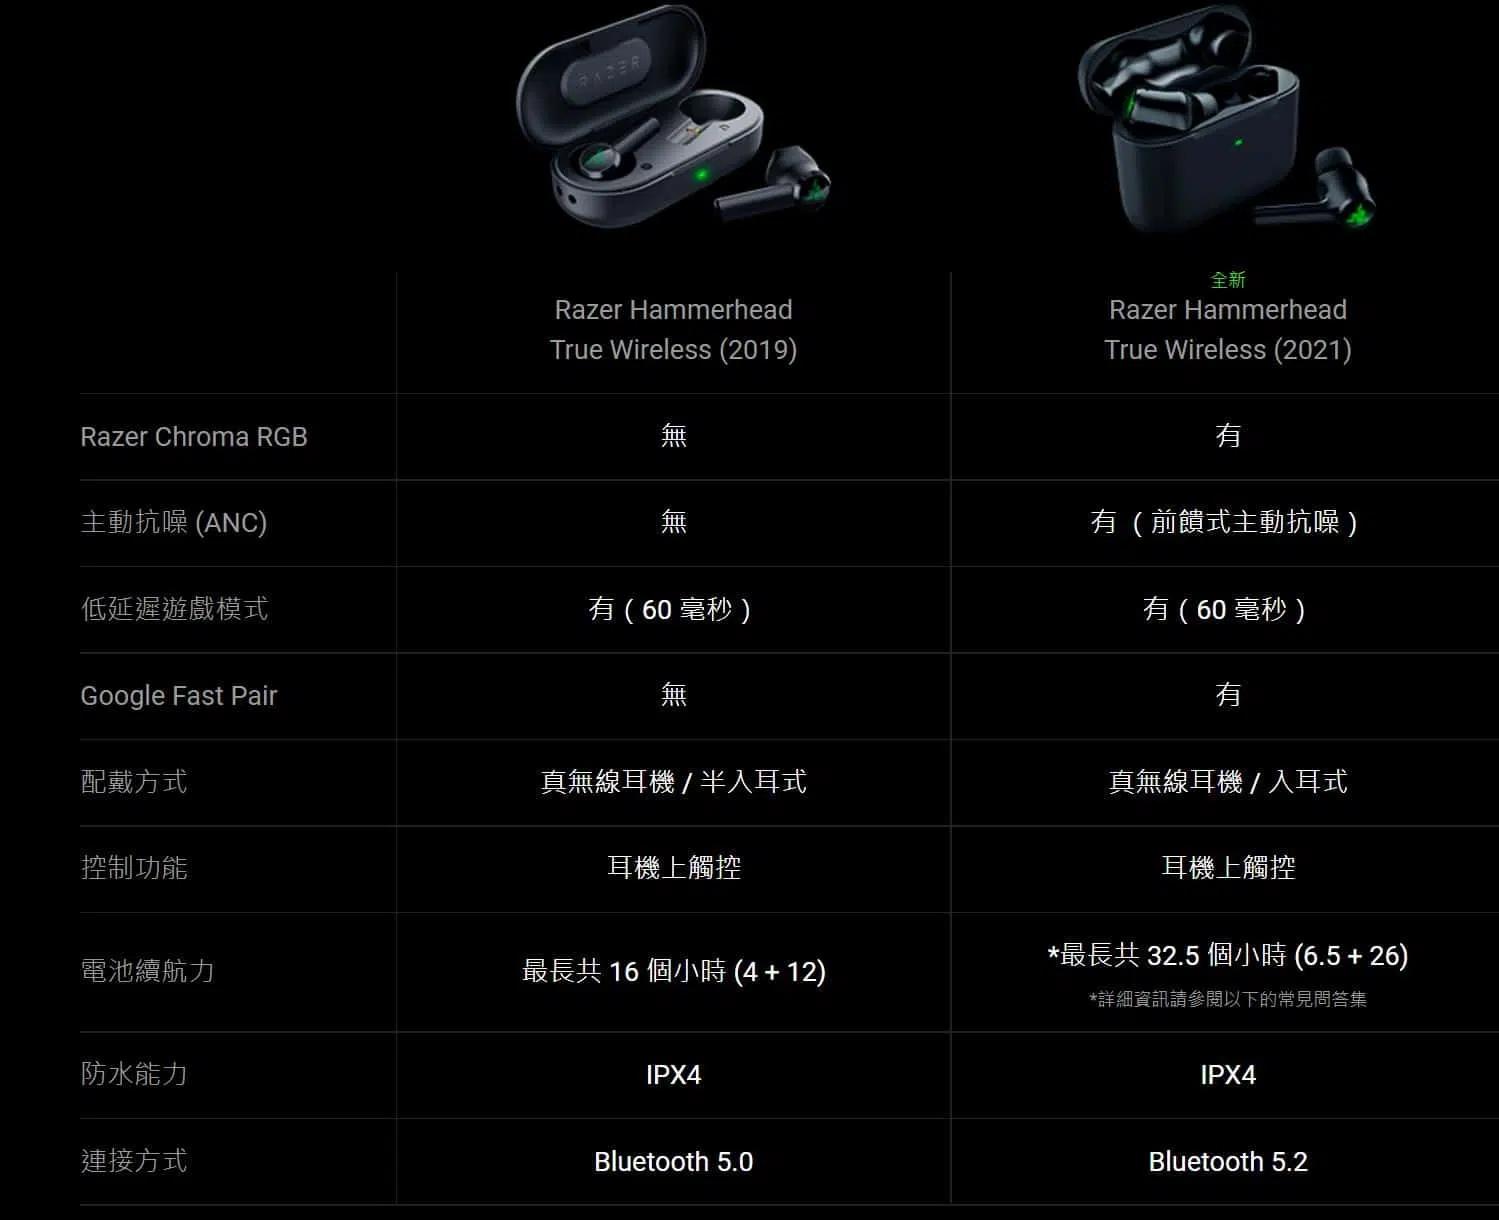 RAZER
全新
Razer Hammerhead
True Wireless (2019)
Razer Hammerhead
True Wireless (2021)
Razer Chroma RGB 無 有
主動抗噪 (ANC) 無 有 ( 前饋式主動抗噪 )
低延遲遊戲模式 有 ( 60 毫秒 ) 有 ( 60 毫秒 )
Google Fast Pair 無 有
配戴方式 真無線耳機 / 半入耳式 真無線耳機 / 入耳式
控制功能 耳機上觸控 耳機上觸控
電池續航力 最長共 16 個小時 (4 + 12) *最長共 32.5 個小時 (6.5 + 26)
*詳細資訊請參閱以下的常見問答集
防水能力 IPX4 IPX4
連接方式 Bluetooth 5.0 Bluetooth 5.2